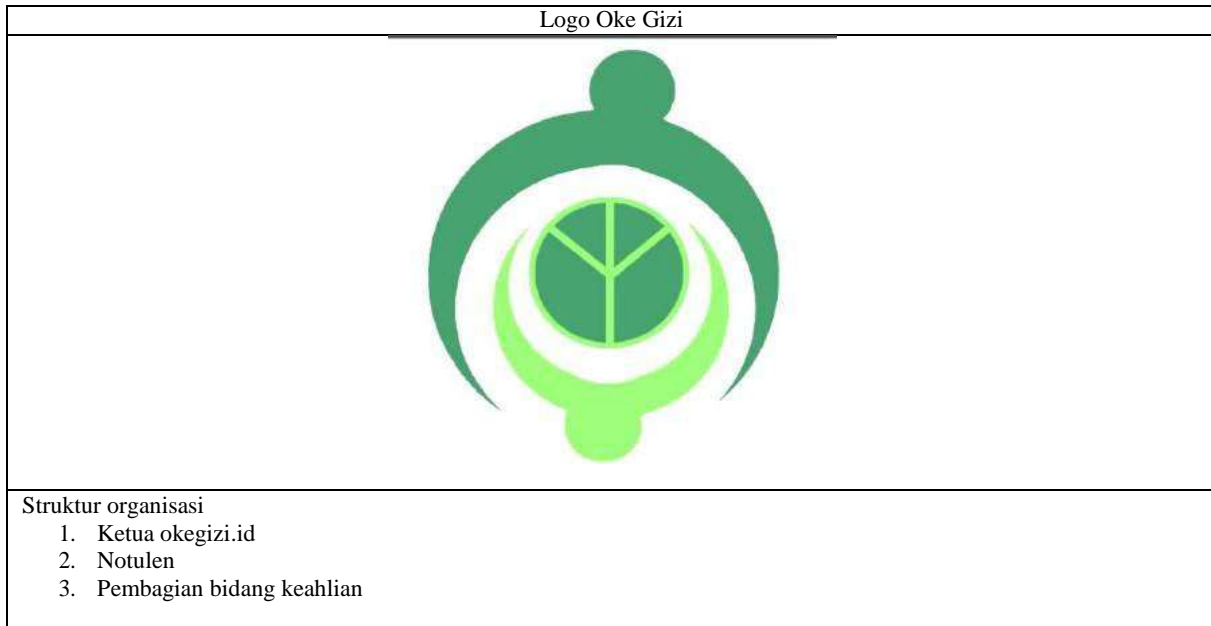 Logo Oke Gizi
Struktur organisasi
1. Ketua okegizi.id
2. Notulen
3. Pembagian bidang keahlian